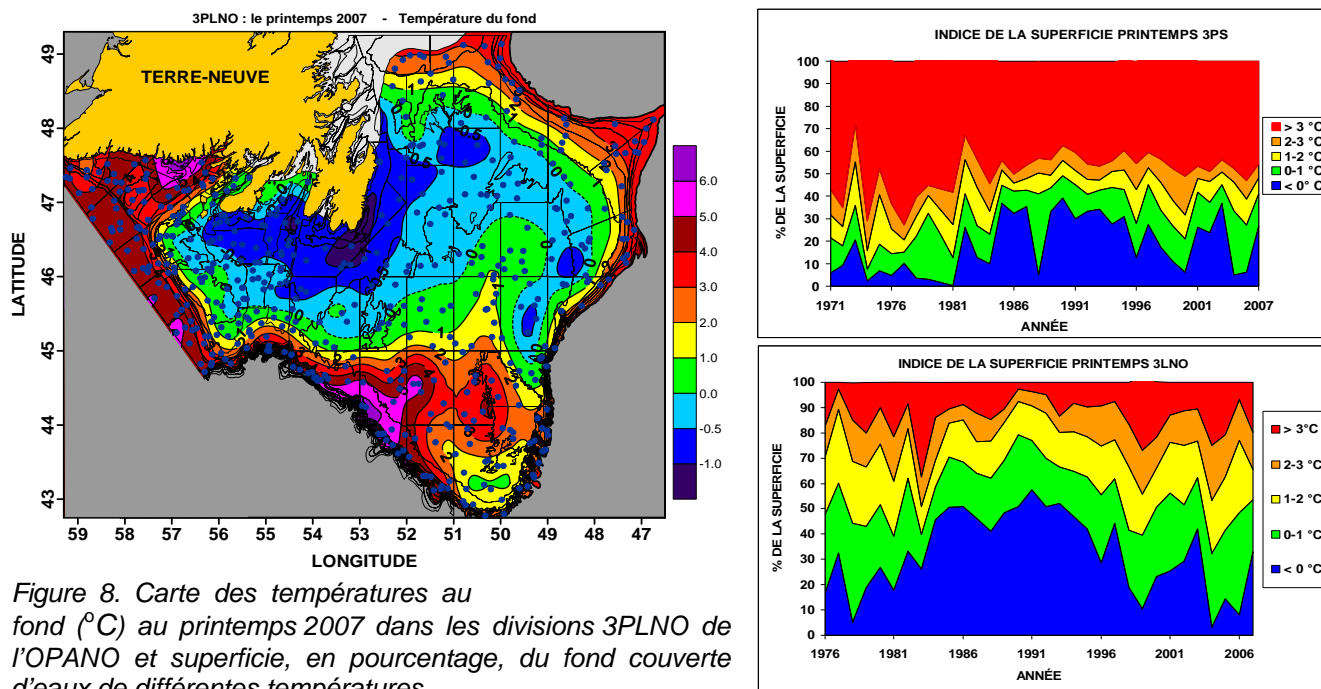 3PLNO : le printemps 2007 - Température du fond
TERRE-NEUVE
LATITUDE
49
48
47
46
45
44
43
59 58 57 56 55 54 53 52 51 50 49 48 47
LONGITUDE
6.0
5.0
4.0
3.0
2.0
1.0
0.0
-0.5
-1.0
Figure 8. Carte des températures au
fond (°C) au printemps 2007 dans les divisions 3PLNO de
l'OPANO et superficie, en pourcentage, du fond couverte
d'eaux de différentes températures
INDICE DE LA SUPERFICIE PRINTEMPS 3PS
% DE LA SUPERFICIE
100
90
80
70
60
50
40
30
20
10
0
1971 1976 1981 1986 1991 1996 2001 2007
ANNÉE
> 3 °C
2-3 °C
1-2 °C
0-1 °C
< 0° C
INDICE DE LA SUPERFICIE PRINTEMPS 3LNO
% DE LA SUPERFICIE
100
90
80
70
60
50
40
30
20
10
0
1976 1981 1986 1991 1996 2001 2006
ANNÉE
> 3°C
2-3 °C
1-2 °C
0-1 °C
< 0 °C